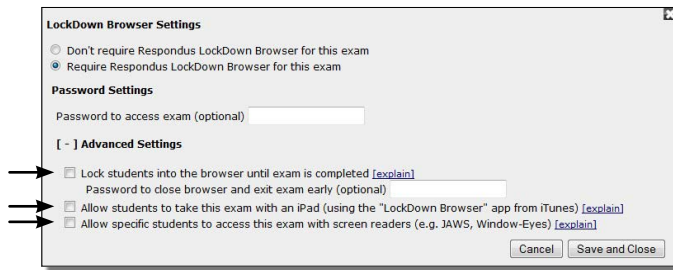 LockDown Browser Settings
Don't require Respondus LockDown Browser for this exam
Require Respondus LockDown Browser for this exam
Password Settings
Password to access exam (optional)
[ - ] Advanced Settings
Lock students into the browser until exam is completed [explain]
Password to close browser and exit exam early (optional)
Allow students to take this exam with an iPad (using the "LockDown Browser" app from iTunes) [explain]
Allow specific students to access this exam with screen readers (e.g. JAWS, Window-Eyes) [explain]
Cancel Save and Close